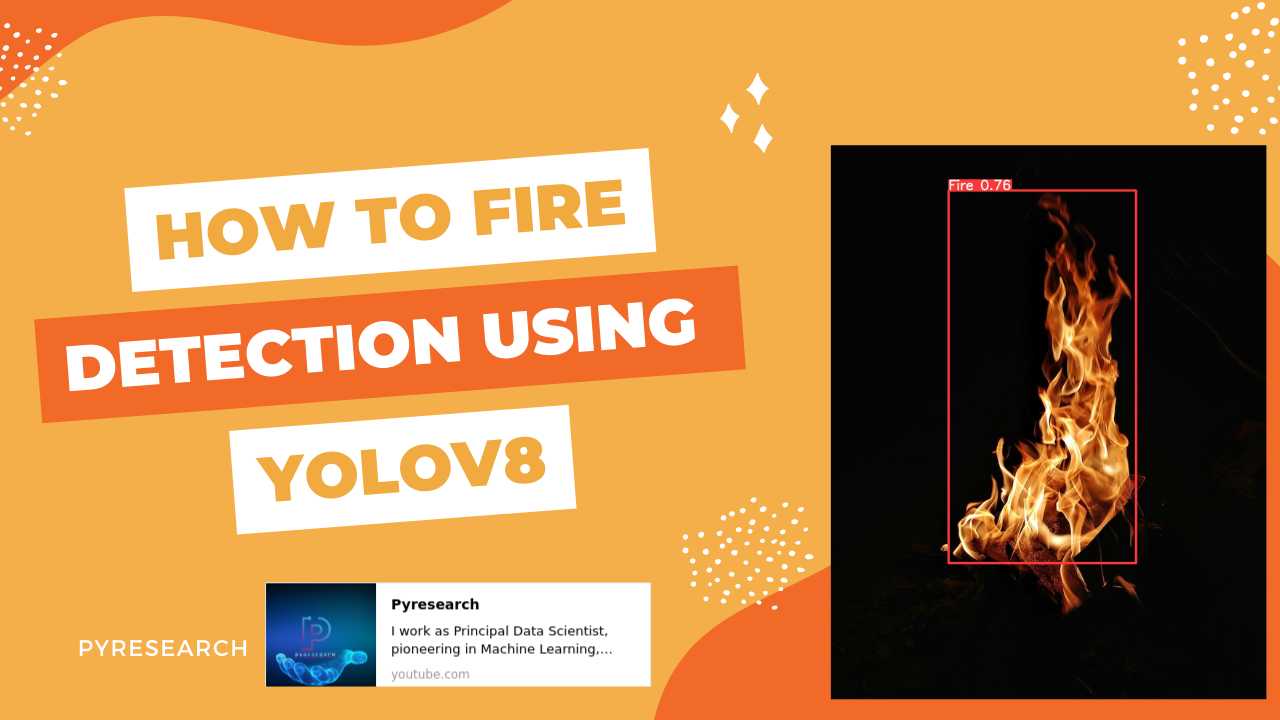 HOW TO FIRE
DETECTION USING
YOLOV8
Fire 0.76
PYRESEARCH
Pyresearch
I work as Principal Data Scientist,
pioneering in Machine Learning,...
youtube.com
P
PYRESEARCH